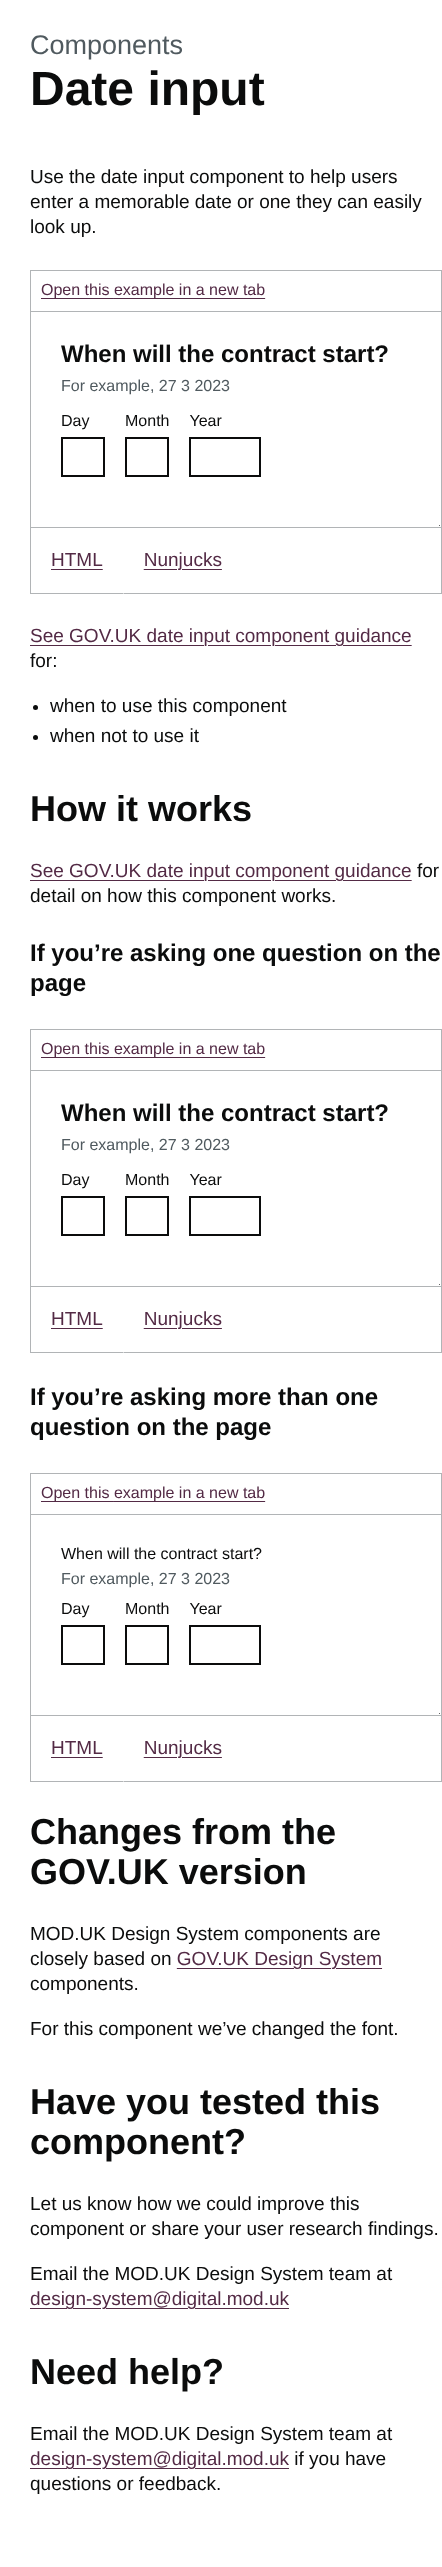 Components
Date input
Use the date input component to help users
enter a memorable date or one they can easily
look up.
Open this example in a new tab
When will the contract start?
For example, 27 3 2023
Day Month Year
HTML Nunjucks
See GOV.UK date input component guidance
for:
• when to use this component
• when not to use it
How it works
See GOV.UK date input component guidance for
detail on how this component works.
If you’re asking one question on the
page
Open this example in a new tab
When will the contract start?
For example, 27 3 2023
Day Month Year
HTML Nunjucks
If you’re asking more than one
question on the page
Open this example in a new tab
When will the contract start?
For example, 27 3 2023
Day Month Year
HTML Nunjucks
Changes from the
GOV.UK version
MOD.UK Design System components are
closely based on GOV.UK Design System
components.
For this component we’ve changed the font.
Have you tested this
component?
Let us know how we could improve this
component or share your user research findings.
Email the MOD.UK Design System team at
design-system@digital.mod.uk
Need help?
Email the MOD.UK Design System team at
design-system@digital.mod.uk if you have
questions or feedback.